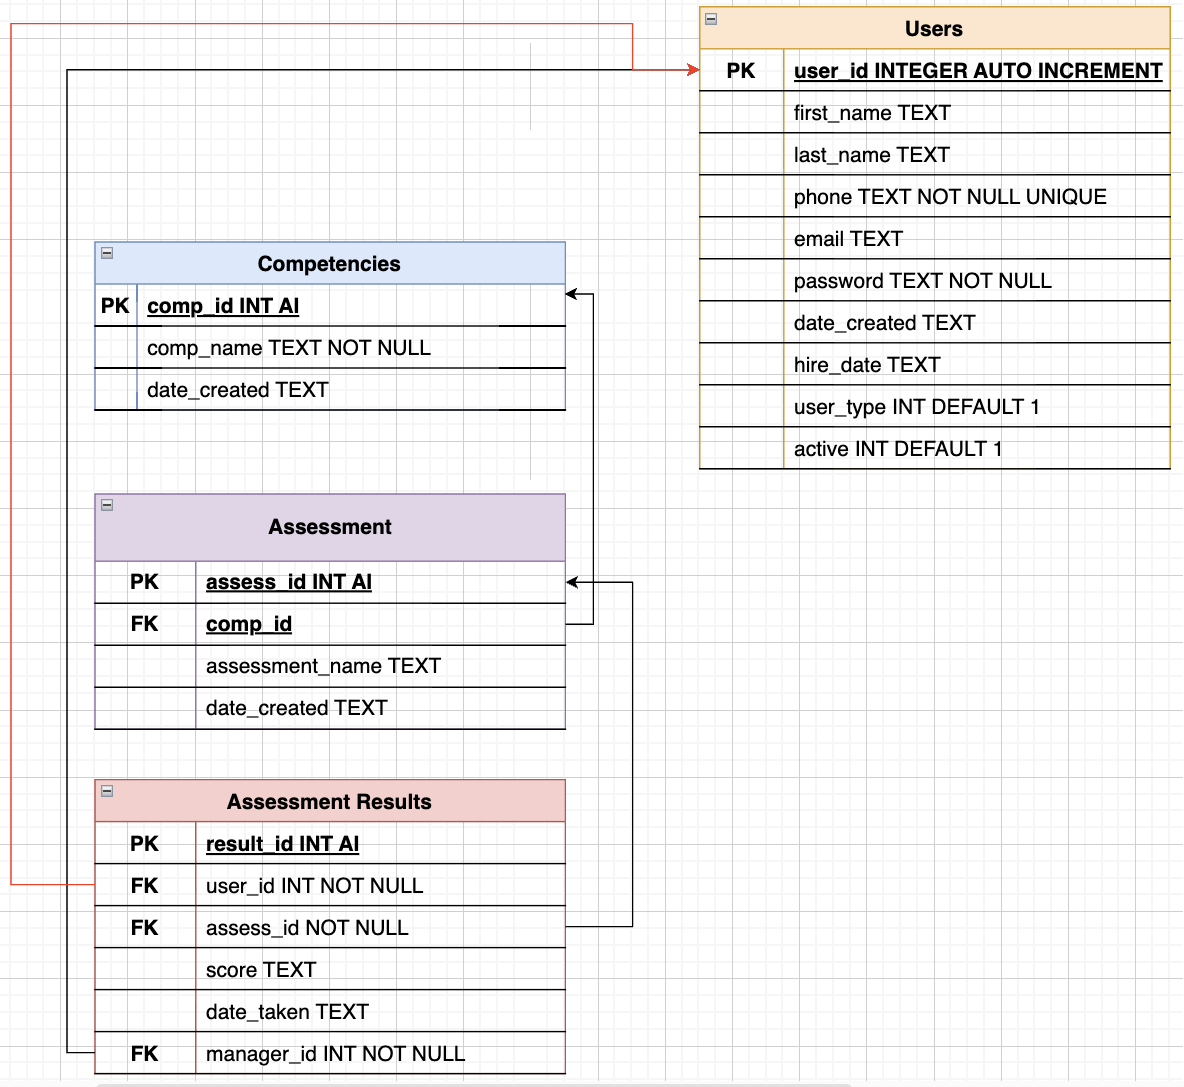 Users
PK user_id INTEGER AUTO INCREMENT
first_name TEXT
last_name TEXT
phone TEXT NOT NULL UNIQUE
email TEXT
password TEXT NOT NULL
date_created TEXT
hire_date TEXT
user_type INT DEFAULT 1
active INT DEFAULT 1
Competencies
PK comp_id INT AI
comp_name TEXT NOT NULL
date_created TEXT
Assessment
PK assess_id INT AI
FK comp_id
assessment_name TEXT
date_created TEXT
Assessment Results
PK result_id INT AI
FK user_id INT NOT NULL
FK assess_id NOT NULL
score TEXT
date_taken TEXT
FK manager_id INT NOT NULL